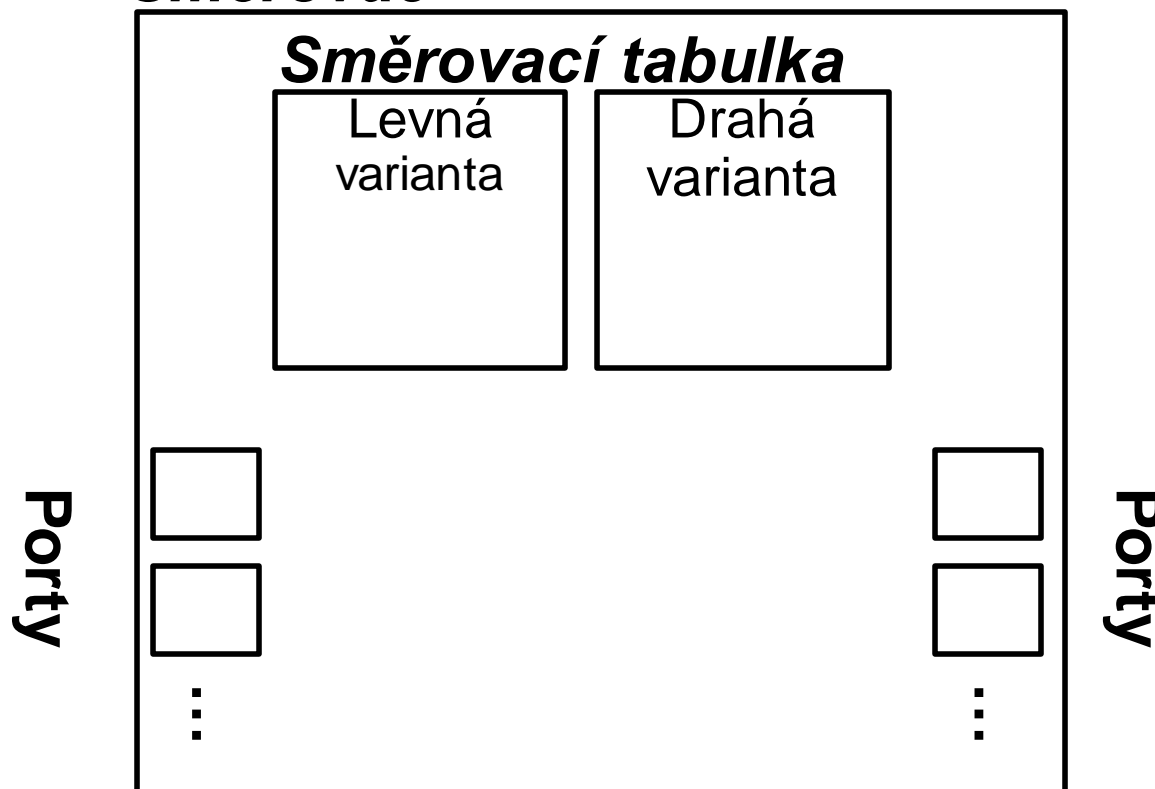 Směrovací tabulka
Levná
varianta
Drahá
varianta
Porty
Porty
...
...